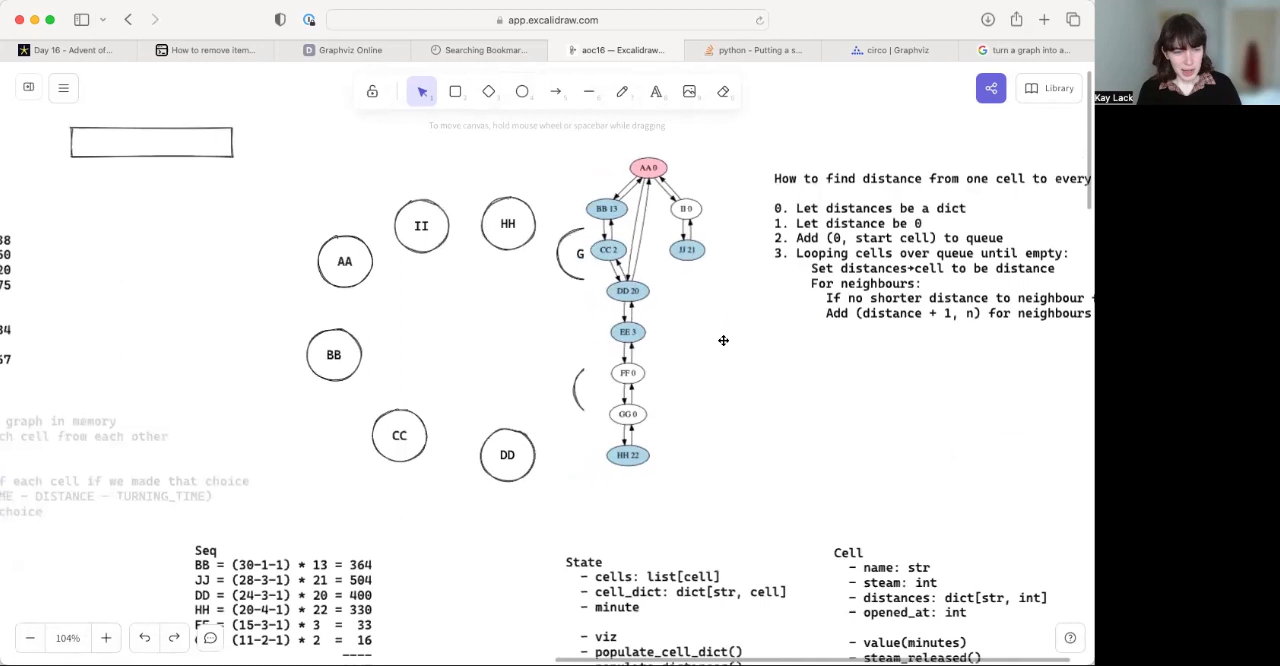 app.excalidraw.com
Day 16 - Advent of...
How to remove item...
Graphviz Online
Searching Bookmar...
aoc16 — Excalidraw...
python - Putting a s...
circo | Graphviz
turn a graph into a...
Library
Kay Lack
To move canvas, hold mouse wheel or spacebar while dragging
AA 0
BB 13
II 0
CC 2
JJ 21
DD 20
EE 3
FF 0
GG 0
HH 22
II
HH
G
AA
BB
CC
DD
How to find distance from one cell to every
0. Let distances be a dict
1. Let distance be 0
2. Add (0, start cell) to queue
3. Looping cells over queue until empty:
Set distances→cell to be distance
For neighbours:
If no shorter distance to neighbour
Add (distance + 1, n) for neighbours
38
50
20
75
34
57
graph in memory
ch cell from each other
f each cell if we made that choice
ME - DISTANCE - TURNING_TIME)
choice
Seq
BB = (30-1-1) * 13 = 364
JJ = (28-3-1) * 21 = 504
DD = (24-3-1) * 20 = 400
HH = (20-4-1) * 22 = 330
EE = (15-3-1) * 3 = 33
(11-2-1) * 2 = 16
----
State
- cells: list[cell]
- cell_dict: dict[str, cell]
- minute
- viz
- populate_cell_dict()
- populate_distances()
Cell
- name: str
- steam: int
- distances: dict[str, int]
- opened_at: int
- value(minutes)
- steam_released()
104%